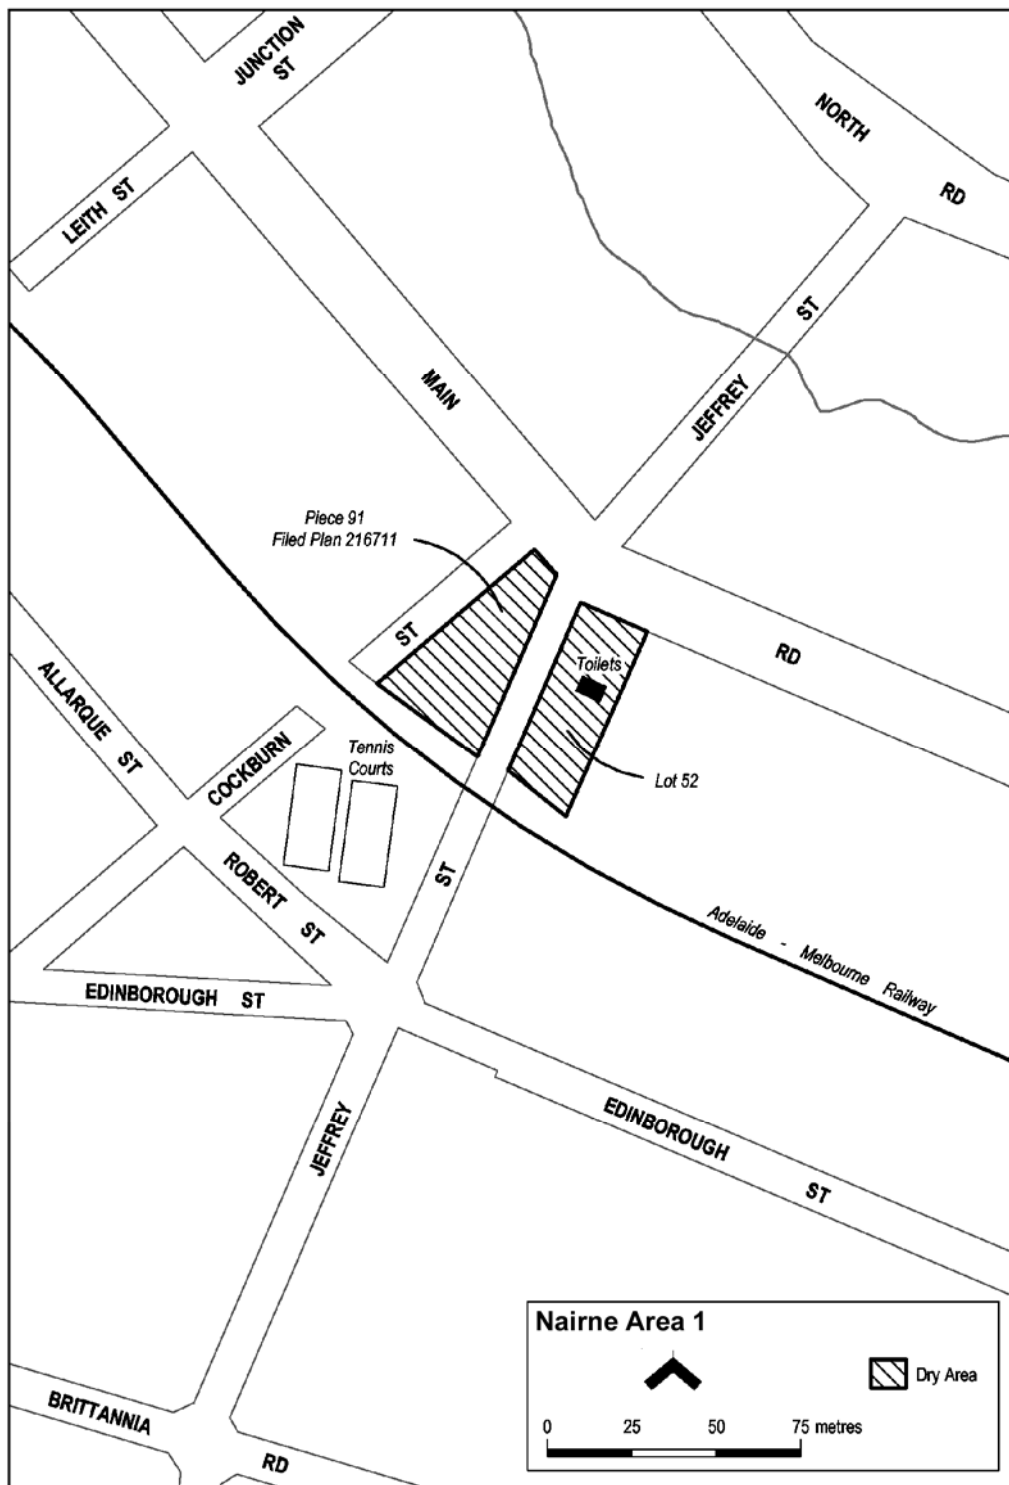 JUNCTION
ST
NORTH
RD
LEITH ST
ST
MAIN
JEFFREY
Piece 91
Filed Plan 216711
ST
RD
Toilets
ALLARQUE ST
COCKBURN
Tennis
Courts
Lot 52
ROBERT ST
ST
Adelaide - Melbourne Railway
EDINBOROUGH ST
JEFFREY
EDINBOROUGH ST
BRITTANNIA
RD
Nairne Area 1
Dry Area
0 25 50 75 metres